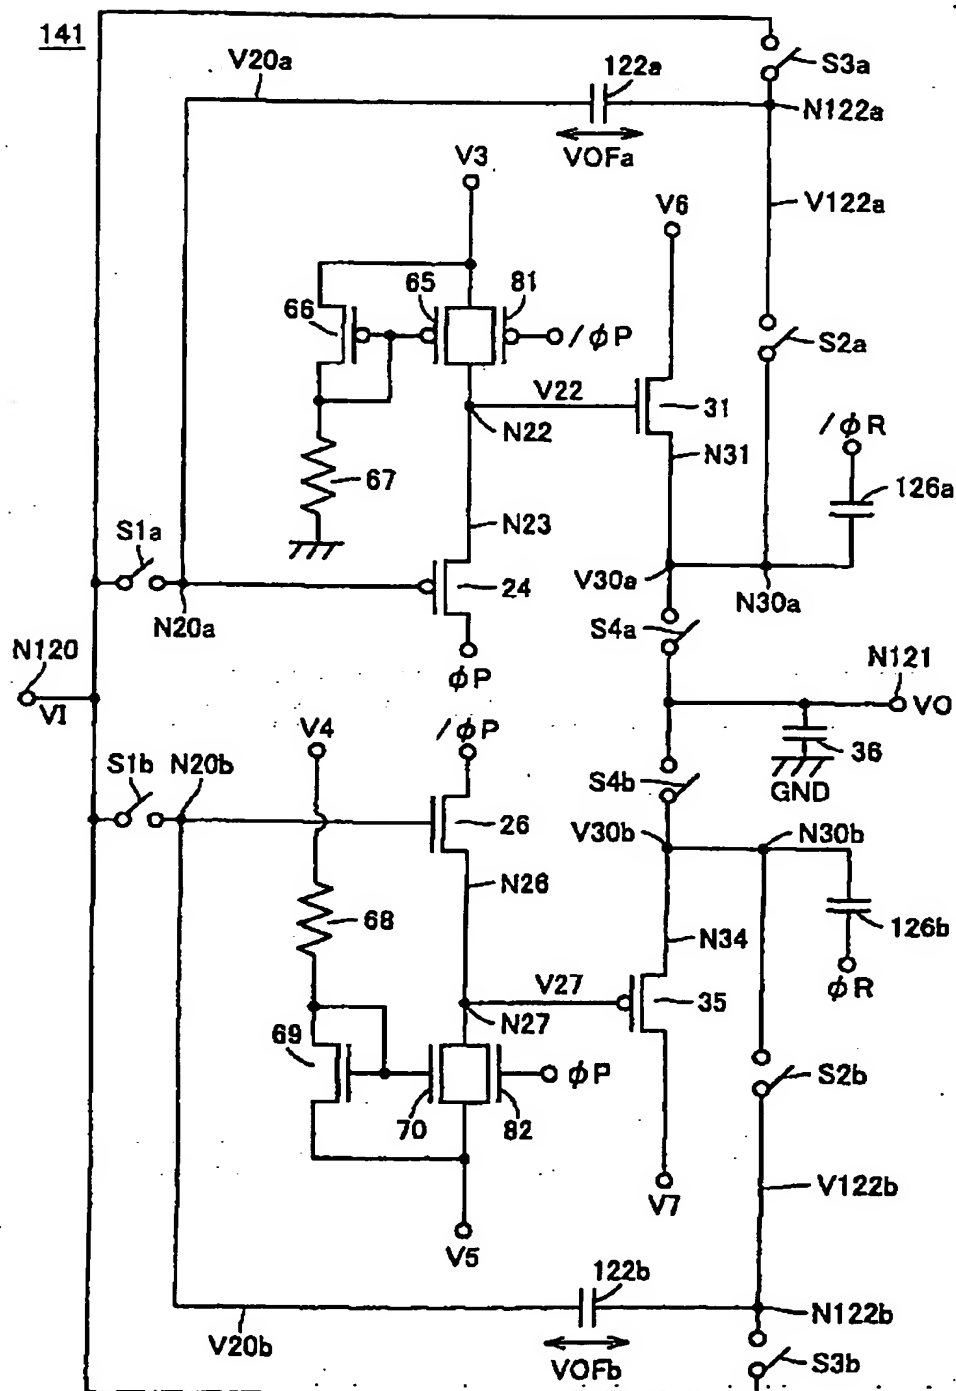 141
V20a
122a
S3a
N122a
VOFa
V3
V6
V122a
65
81
66
/φP
S2a
V22
31
N22
/φR
67
N31
126a
N23
S1a
24
V30a
N20a
N30a
S4a
N120
φP
N121
VI
VO
V4
/φP
36
S1b
N20b
GND
S4b
26
V30b
N30b
N26
68
126b
N34
V27
φR
35
N27
69
φP
S2b
70
82
V122b
V7
V5
122b
N122b
V20b
VOFb
S3b